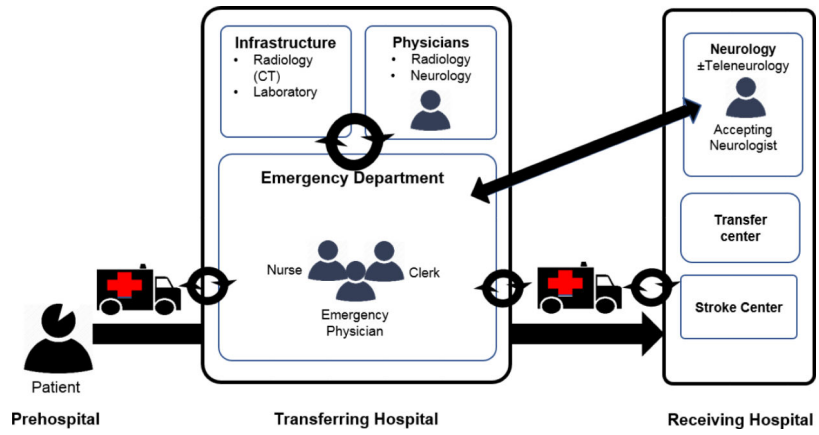 Infrastructure
• Radiology
(CT)
• Laboratory
Physicians
• Radiology
• Neurology
Emergency Department
Nurse
Clerk
Emergency
Physician
Neurology
±Teleneurology
Accepting
Neurologist
Transfer
center
Stroke Center
Patient
Prehospital
Transferring Hospital
Receiving Hospital